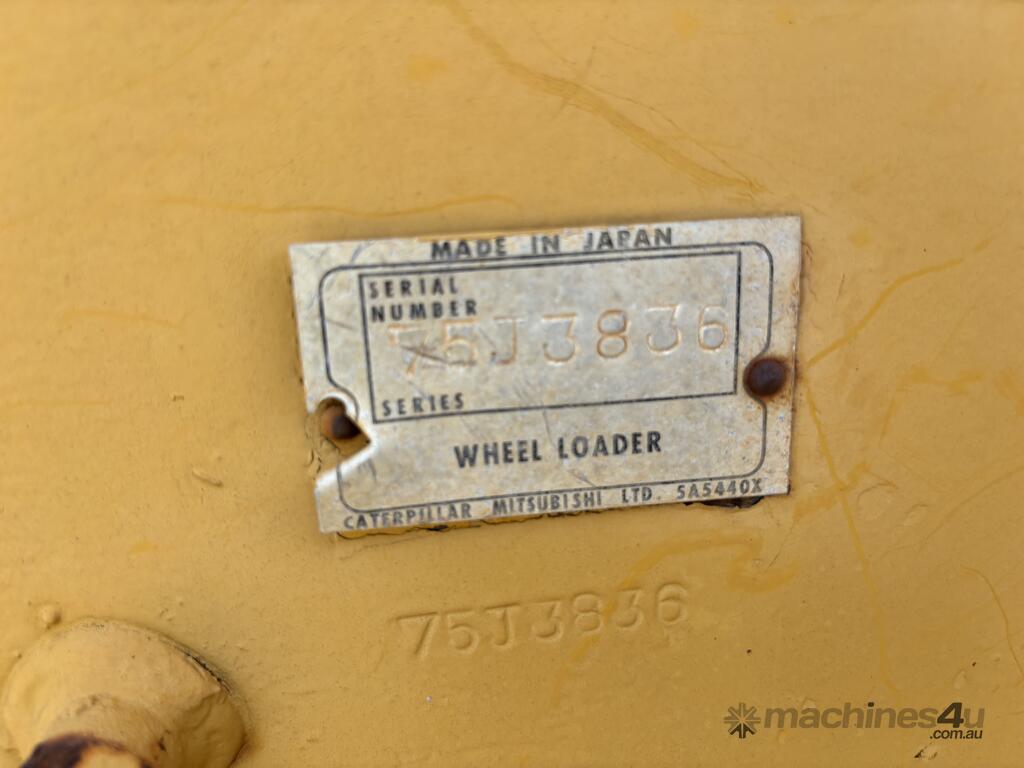 MADE IN JAPAN
SERIAL
NUMBER
75J3836
SERIES
WHEEL LOADER
CATERPILLAR MITSUBISHI LTD. 5A5440X
75J3836
machines4u
.com.au